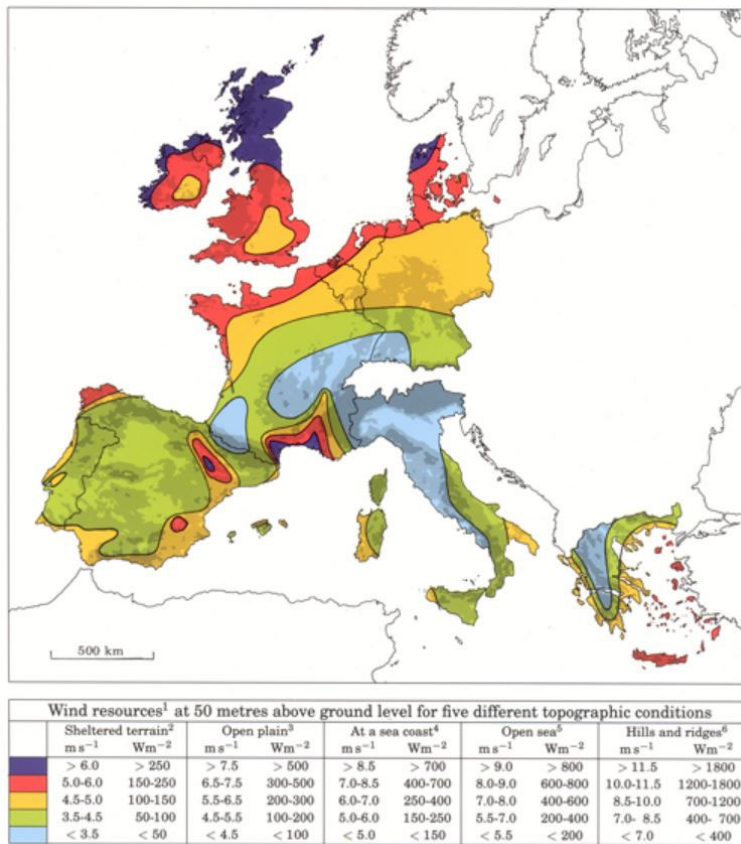 500 km
Wind resources¹ at 50 metres above ground level for five different topographic conditions
Sheltered terrain² Open plain³ At a sea coast⁴ Open sea⁵ Hills and ridges⁶
m s⁻¹ Wm⁻² m s⁻¹ Wm⁻² m s⁻¹ Wm⁻² m s⁻¹ Wm⁻² m s⁻¹ Wm⁻²
> 6.0 > 250 > 7.5 > 500 > 8.5 > 700 > 9.0 > 800 > 11.5 > 1800
5.0-6.0 150-250 6.5-7.5 300-500 7.0-8.5 400-700 8.0-9.0 600-800 10.0-11.5 1200-1800
4.5-5.0 100-150 5.5-6.5 200-300 6.0-7.0 250-400 7.0-8.0 400-600 8.5-10.0 700-1200
3.5-4.5 50-100 4.5-5.5 100-200 5.0-6.0 150-250 5.5-7.0 200-400 7.0- 8.5 400- 700
< 3.5 < 50 < 4.5 < 100 < 5.0 < 150 < 5.5 < 200 < 7.0 < 400